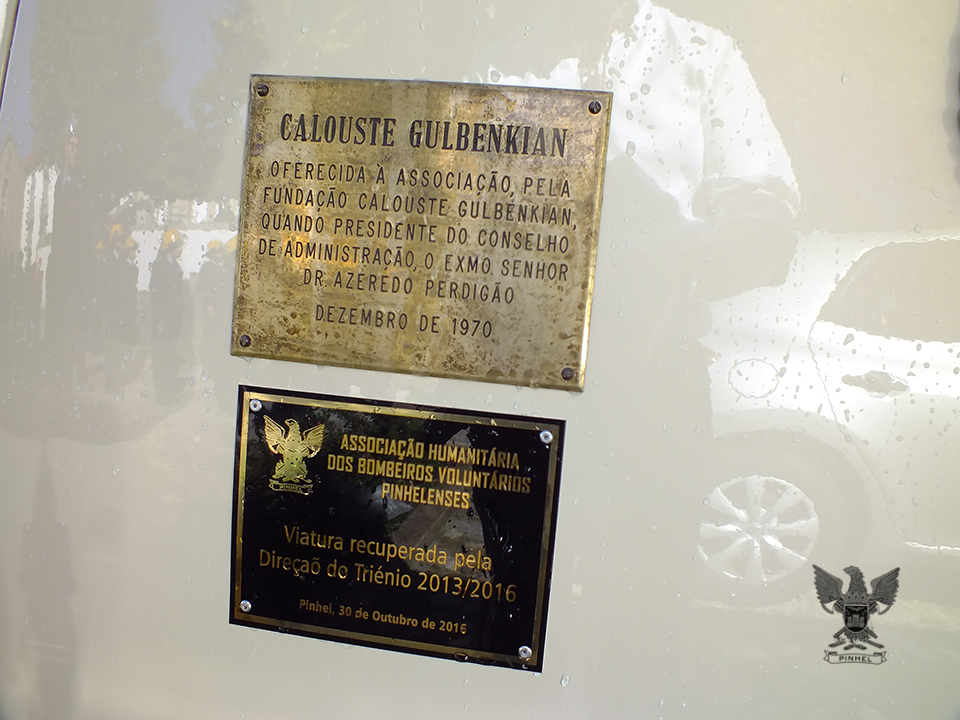 CALOUSTE GULBENKIAN
OFERECIDA À ASSOCIAÇÃO, PELA
FUNDAÇÃO CALOUSTE GULBENKIAN,
QUANDO PRESIDENTE DO CONSELHO
DE ADMINISTRAÇÃO, O EXMO SENHOR
DR. AZEREDO PERDIGÃO
DEZEMBRO DE 1970
PINHEL
ASSOCIAÇÃO HUMANITÁRIA
DOS BOMBEIROS VOLUNTÁRIOS
PINHELENSES
Viatura recuperada pela
Direçaõ do Triénio 2013/2016
Pinhel, 30 de Outubro de 2016
PINHEL